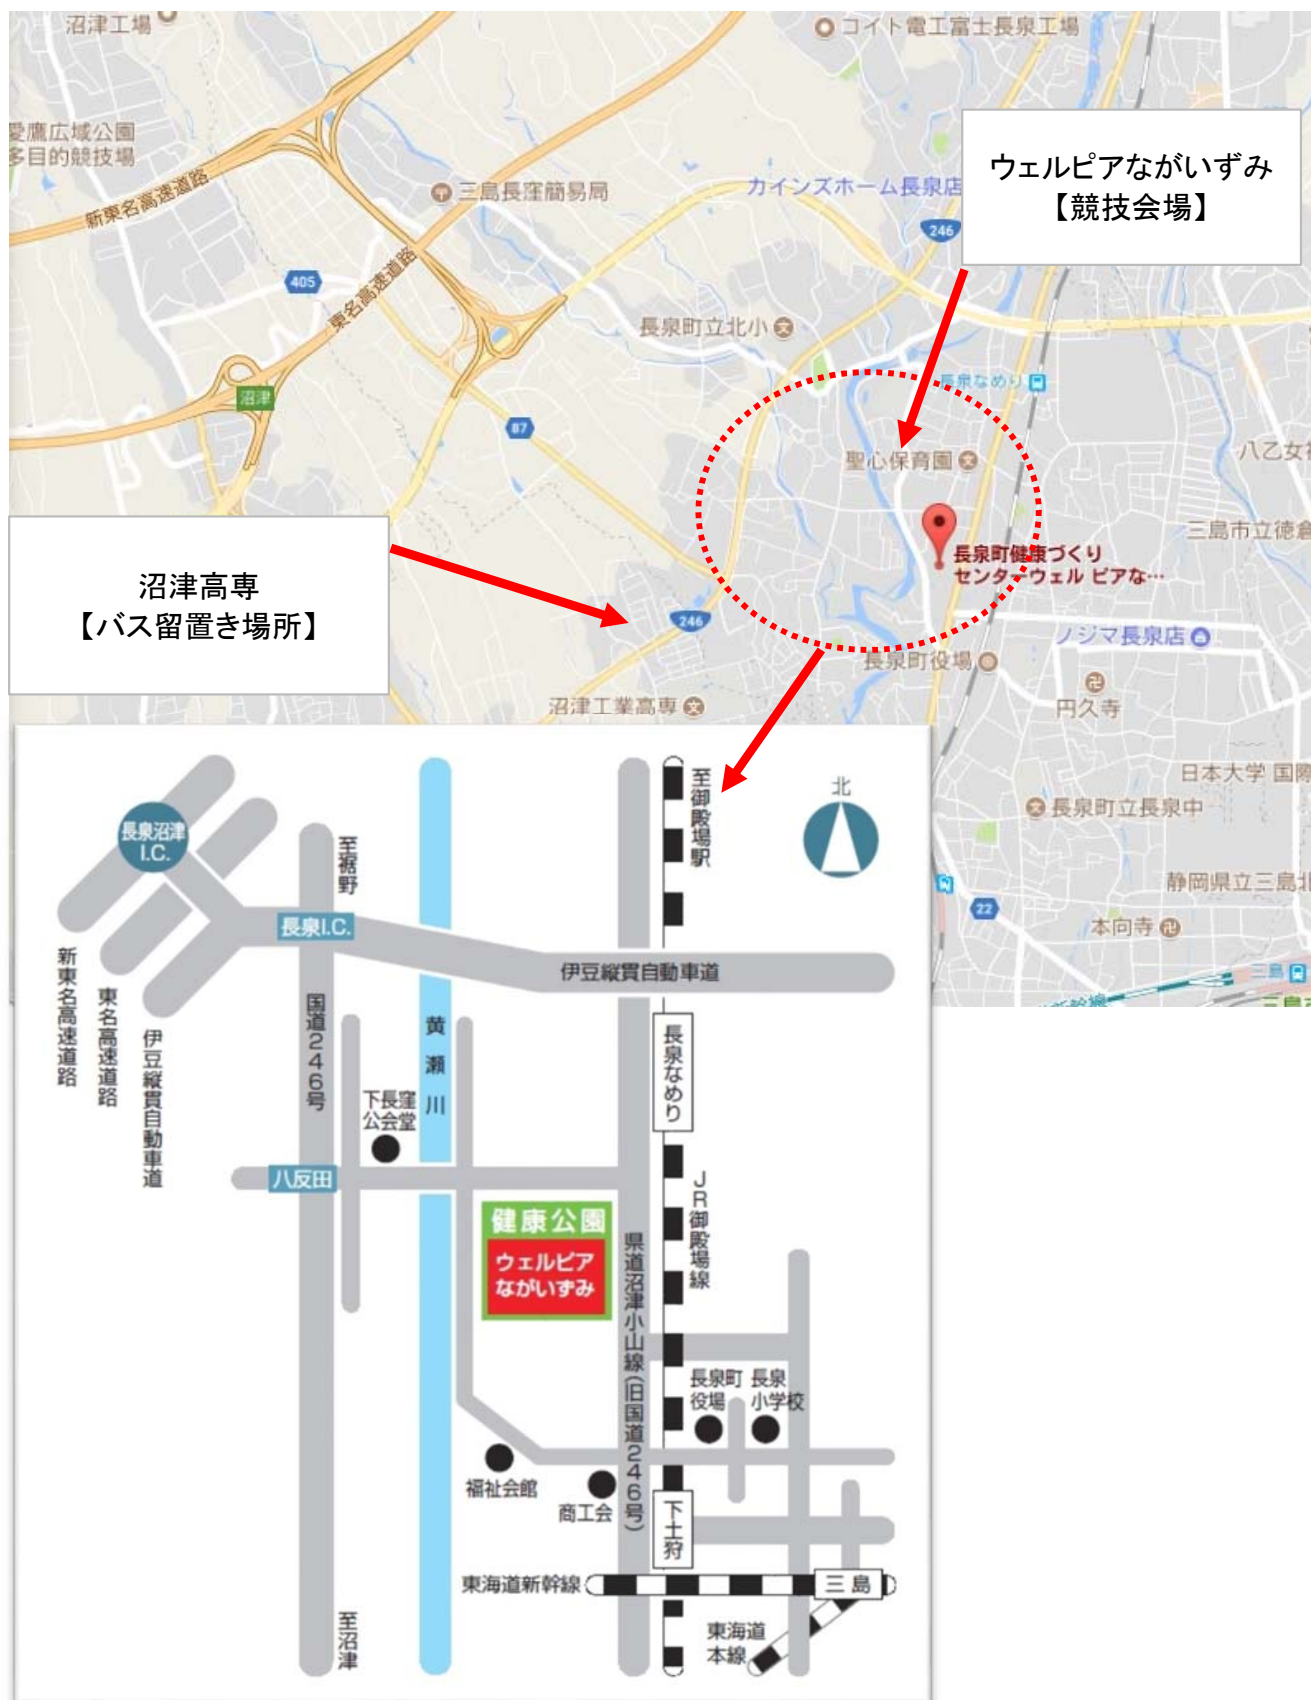 沼津工場
コイト電工富士長泉工場
愛鷹広域公園
多目的競技場
新東名高速道路
三島長窪簡易局
カインズホーム長泉店
ウェルピアながいずみ
【競技会場】
246
405
東名高速道路
長泉町立北小
沼津
87
長泉なめり
聖心保育園
八乙女
三島市立徳倉
長泉町健康づくり
センターウェル ピアな…
沼津高専
【バス留置き場所】
246
ノジマ長泉店
長泉町役場
円久寺
沼津工業高専
日本大学 国際
長泉町立長泉中
静岡県立三島北
22
本向寺
三島
新幹線
北
至御殿場駅
長泉沼津
I.C.
至裾野
長泉I.C.
伊豆縦貫自動車道
新東名高速道路
東名高速道路
伊豆縦貫自動車道
国道246号
黄瀬川
長泉なめり
下長窪
公会堂
八反田
JR御殿場線
健康公園
ウェルピア
ながいずみ
県道沼津小山線(旧国道246号)
長泉町
役場
長泉
小学校
福祉会館
商工会
下土狩
東海道新幹線
三島
至沼津
東海道
本線